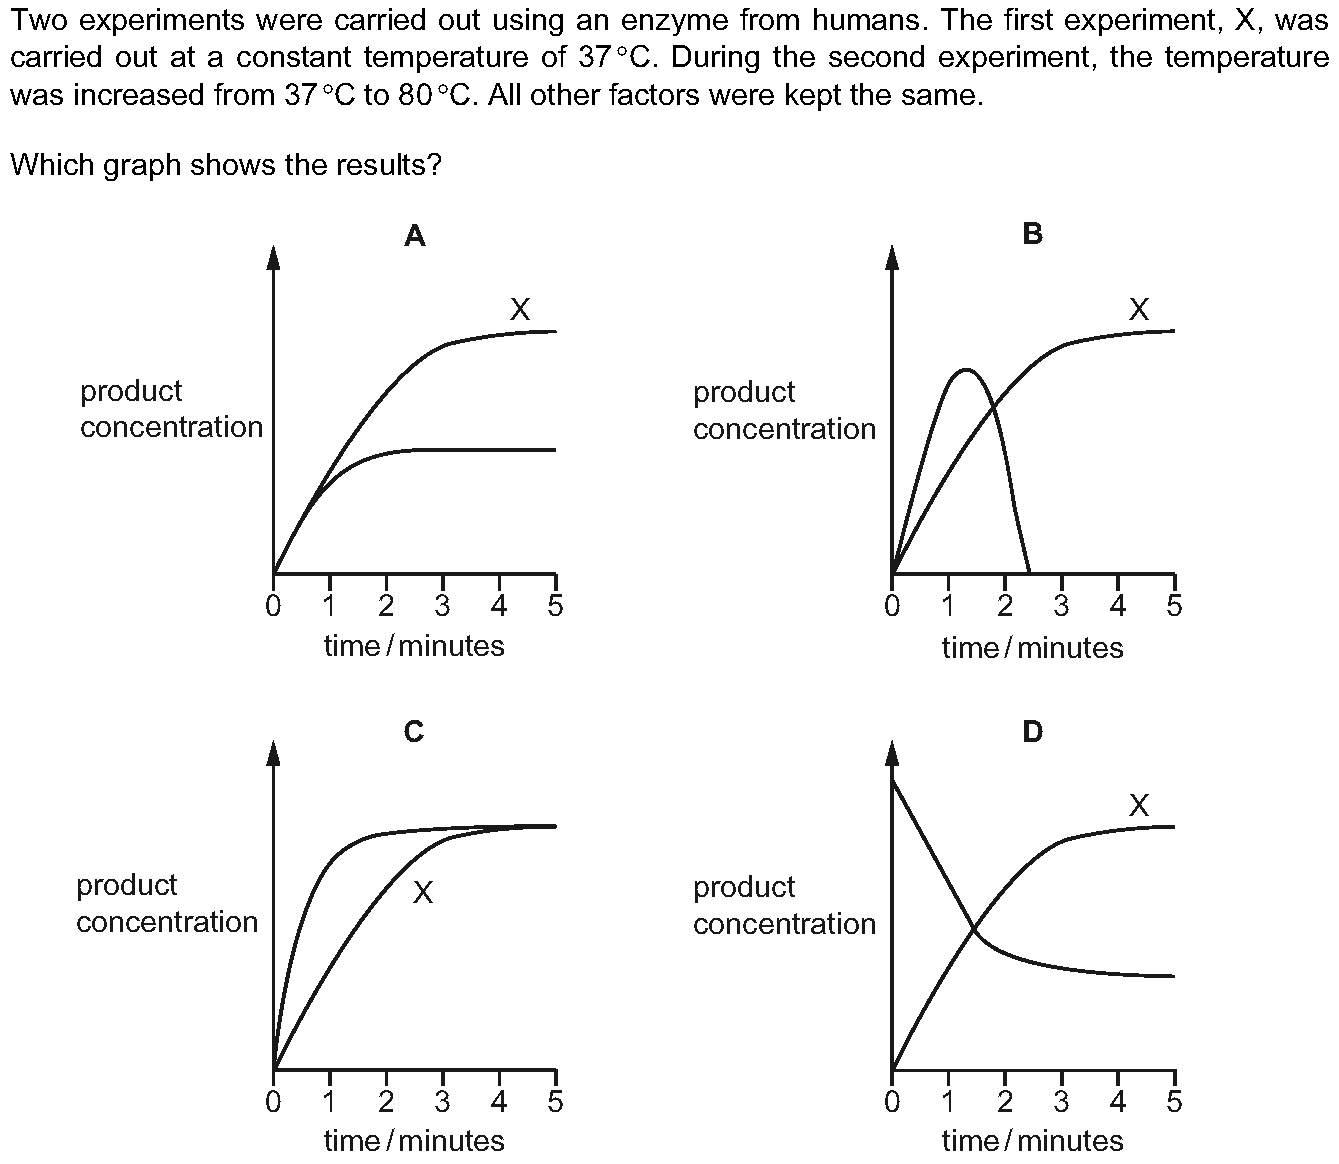 Two experiments were carried out using an enzyme from humans. The first experiment, X, was
carried out at a constant temperature of 37 °C. During the second experiment, the temperature
was increased from 37 °C to 80 °C. All other factors were kept the same.
Which graph shows the results?
A
X
product
concentration
0 1 2 3 4 5
time / minutes
B
X
product
concentration
0 1 2 3 4 5
time / minutes
C
X
product
concentration
0 1 2 3 4 5
time / minutes
D
X
product
concentration
0 1 2 3 4 5
time / minutes